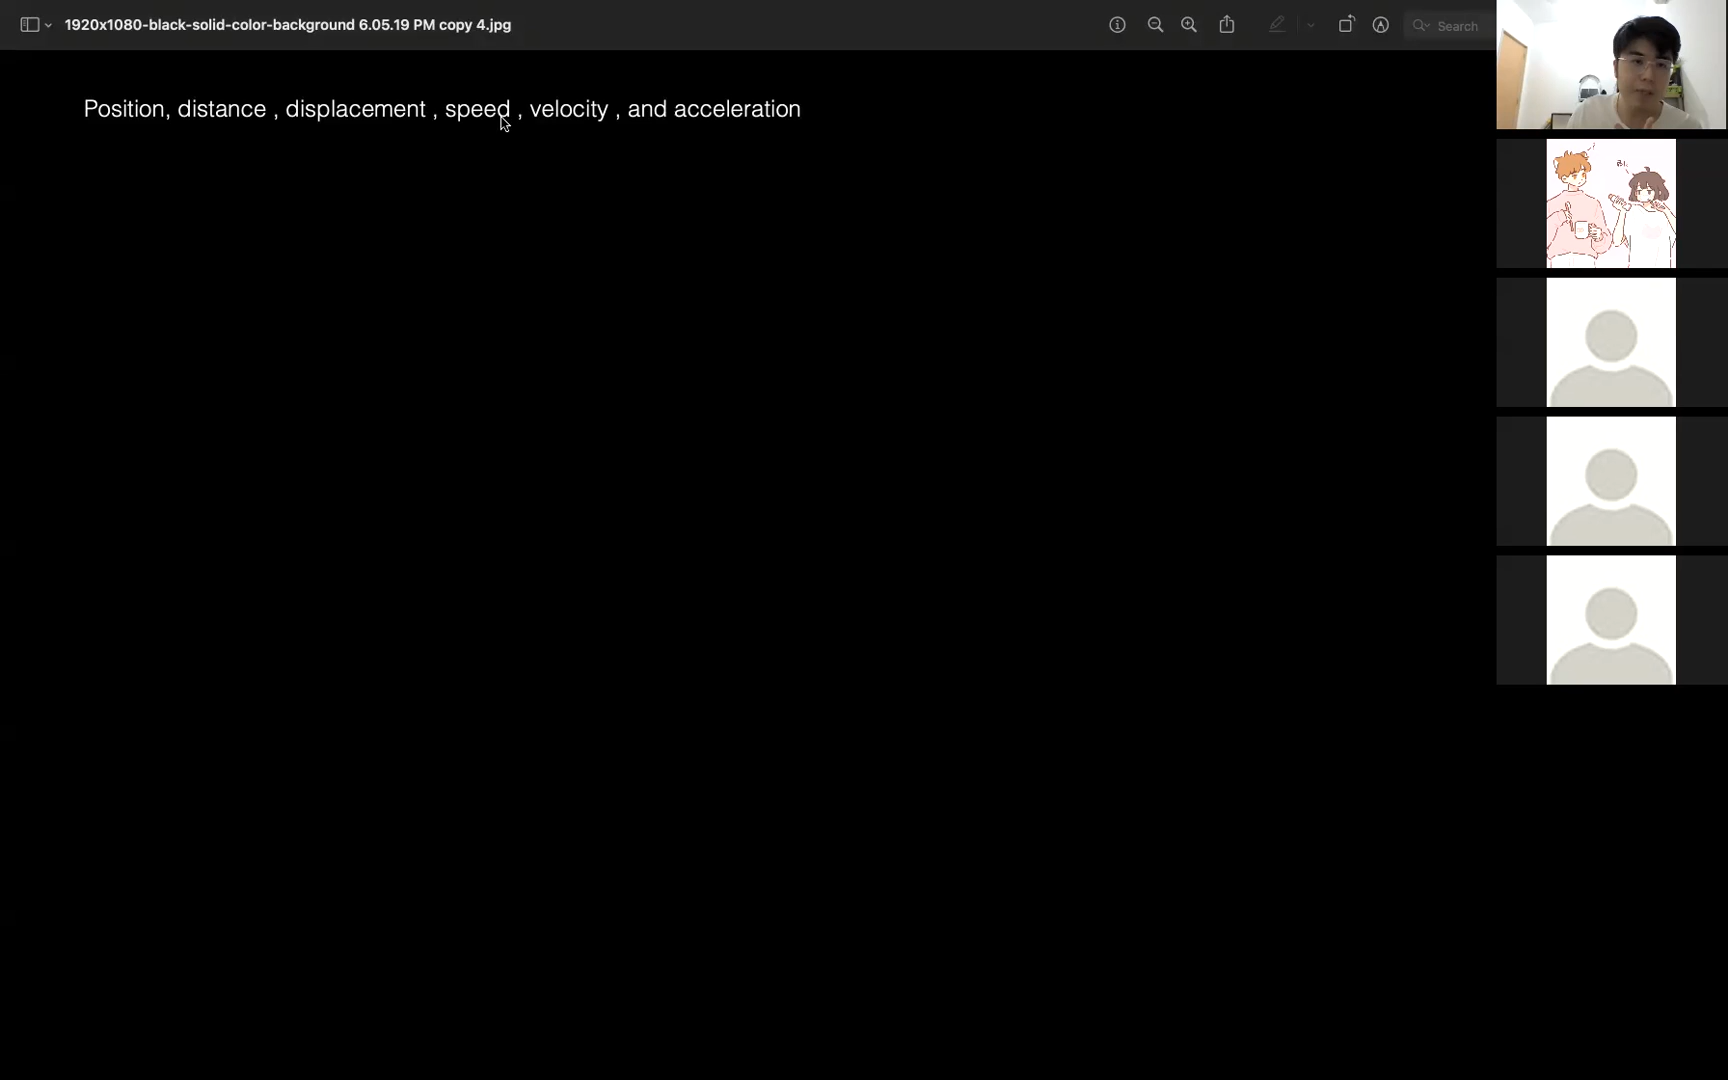 1920x1080-black-solid-color-background 6.05.19 PM copy 4.jpg
Search
Position, distance , displacement , speed , velocity , and acceleration